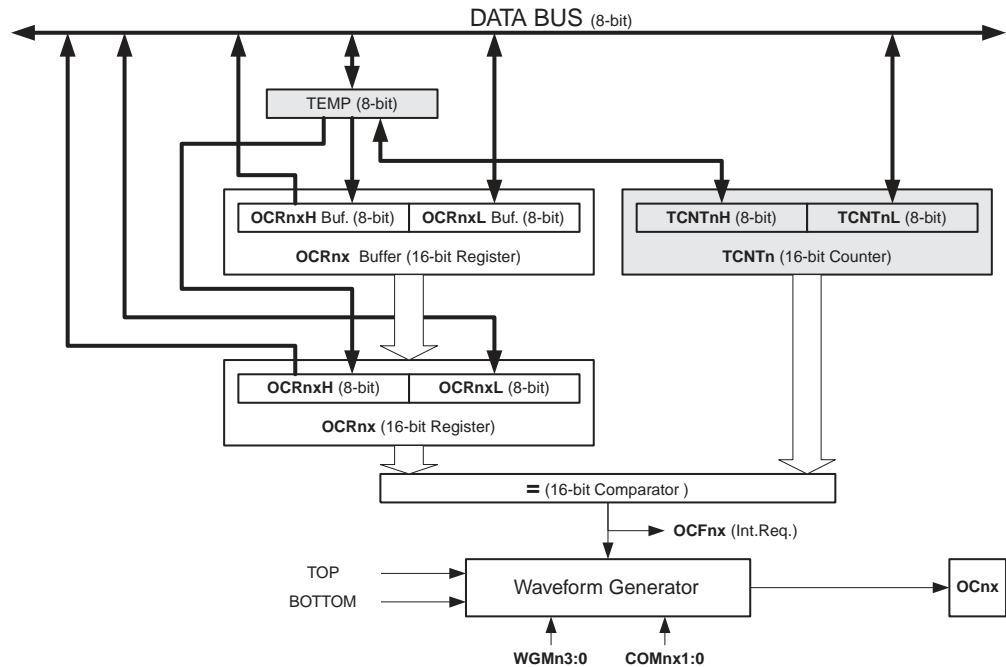 DATA BUS (8-bit)
TEMP (8-bit)
OCRnxH Buf. (8-bit) OCRnxL Buf. (8-bit)
OCRnx Buffer (16-bit Register)
TCNTnH (8-bit) TCNTnL (8-bit)
TCNTn (16-bit Counter)
OCRnxH (8-bit) OCRnxL (8-bit)
OCRnx (16-bit Register)
= (16-bit Comparator )
OCFnx (Int.Req.)
TOP
BOTTOM
Waveform Generator
OCnx
WGMn3:0 COMnx1:0